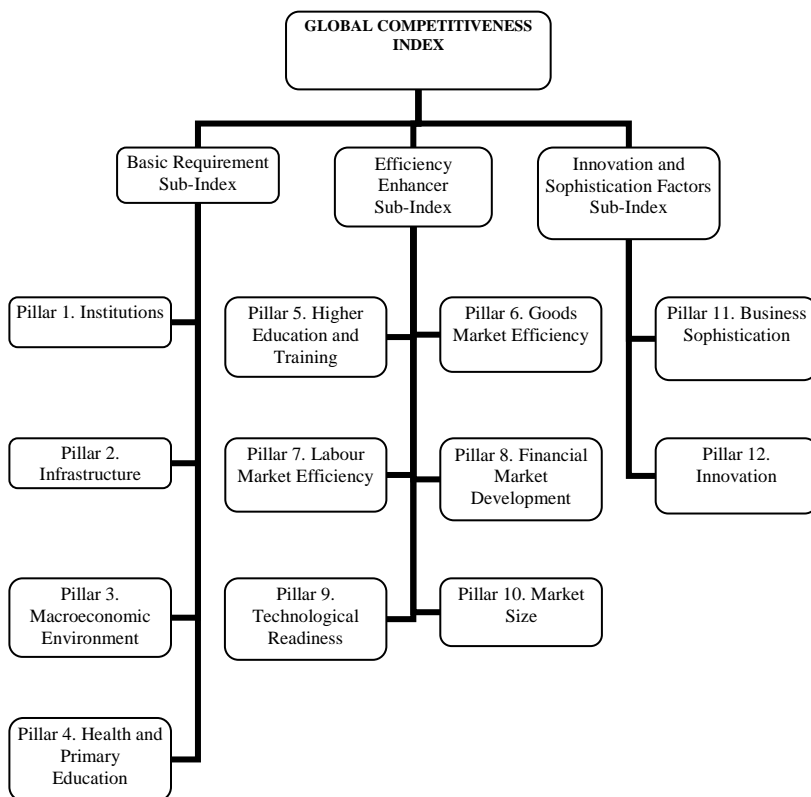 GLOBAL COMPETITIVENESS
INDEX
Basic Requirement
Sub-Index
Efficiency
Enhancer
Sub-Index
Innovation and
Sophistication Factors
Sub-Index
Pillar 1. Institutions
Pillar 5. Higher
Education and
Training
Pillar 6. Goods
Market Efficiency
Pillar 11. Business
Sophistication
Pillar 2.
Infrastructure
Pillar 7. Labour
Market Efficiency
Pillar 8. Financial
Market
Development
Pillar 12.
Innovation
Pillar 3.
Macroeconomic
Environment
Pillar 9.
Technological
Readiness
Pillar 10. Market
Size
Pillar 4. Health and
Primary
Education